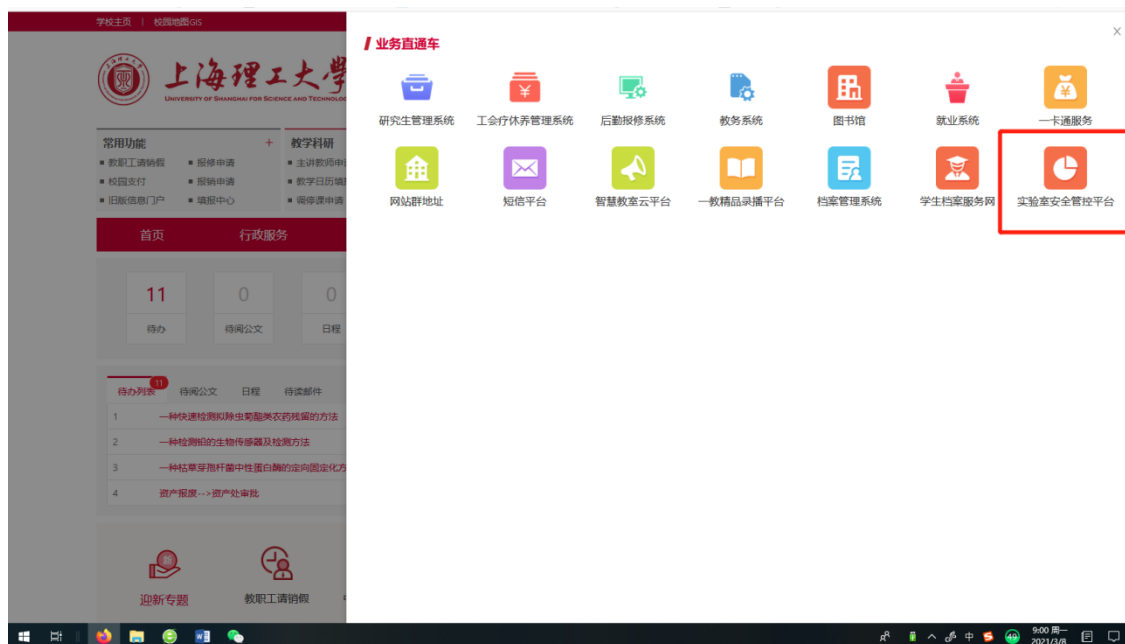 学校主页 | 校园地图GIS
上海理工大学
UNIVERSITY OF SHANGHAI FOR SCIENCE AND TECHNOLOGY
常用功能 +
教职工请销假 报修申请
校园支付 报销申请
旧版信息门户 填报中心
教学科研
主讲教师申
教学日历填
调停课申请
首页 行政服务
11 0 0
待办 待阅公文 日程
待办列表 11 待阅公文 日程 待读邮件
1 一种快速检测拟除虫菊酯类农药残留的方法
2 一种检测铅的生物传感器及检测方法
3 一种枯草芽孢杆菌中性蛋白酶的定向固定化方
4 资产报废-->资产处审批
迎新专题 教职工请销假
业务直通车
研究生管理系统 工会疗休养管理系统 后勤报修系统 教务系统 图书馆 就业系统 一卡通服务
网站群地址 短信平台 智慧教室云平台 一教精品录播平台 档案管理系统 学生档案服务网 实验室安全管控平台
中 49 9:00 周一
2021/3/8